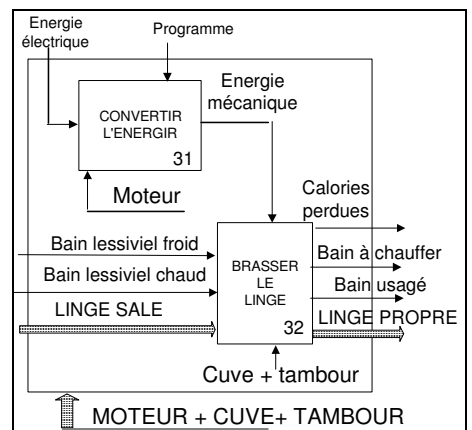 Energie
électrique
Programme
CONVERTIR
L'ENERGIR
31
Energie
mécanique
Moteur
Calories
perdues
Bain lessiviel froid
Bain à chauffer
Bain lessiviel chaud
Bain usagé
BRASSER
LE
LINGE
32
LINGE SALE
LINGE PROPRE
Cuve + tambour
MOTEUR + CUVE+ TAMBOUR